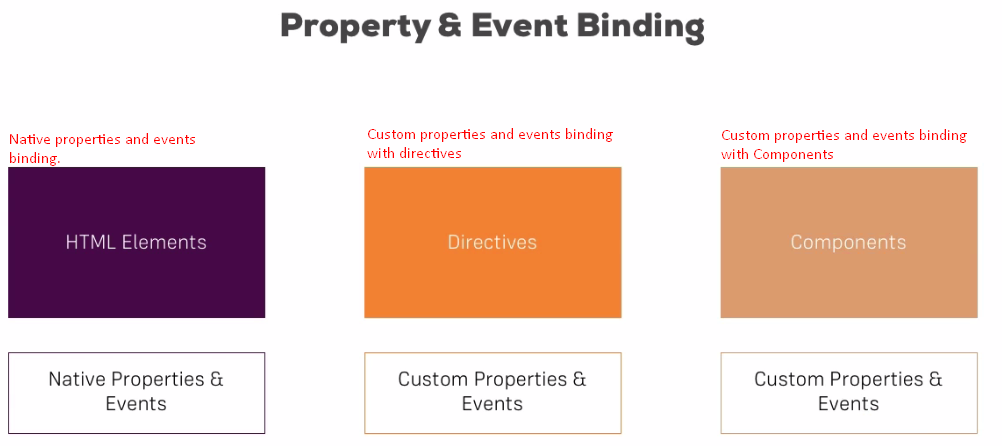 Property & Event Binding
Native properties and events
binding.
Custom properties and events binding
with directives
Custom properties and events binding
with Components
HTML Elements
Directives
Components
Native Properties &
Events
Custom Properties &
Events
Custom Properties &
Events